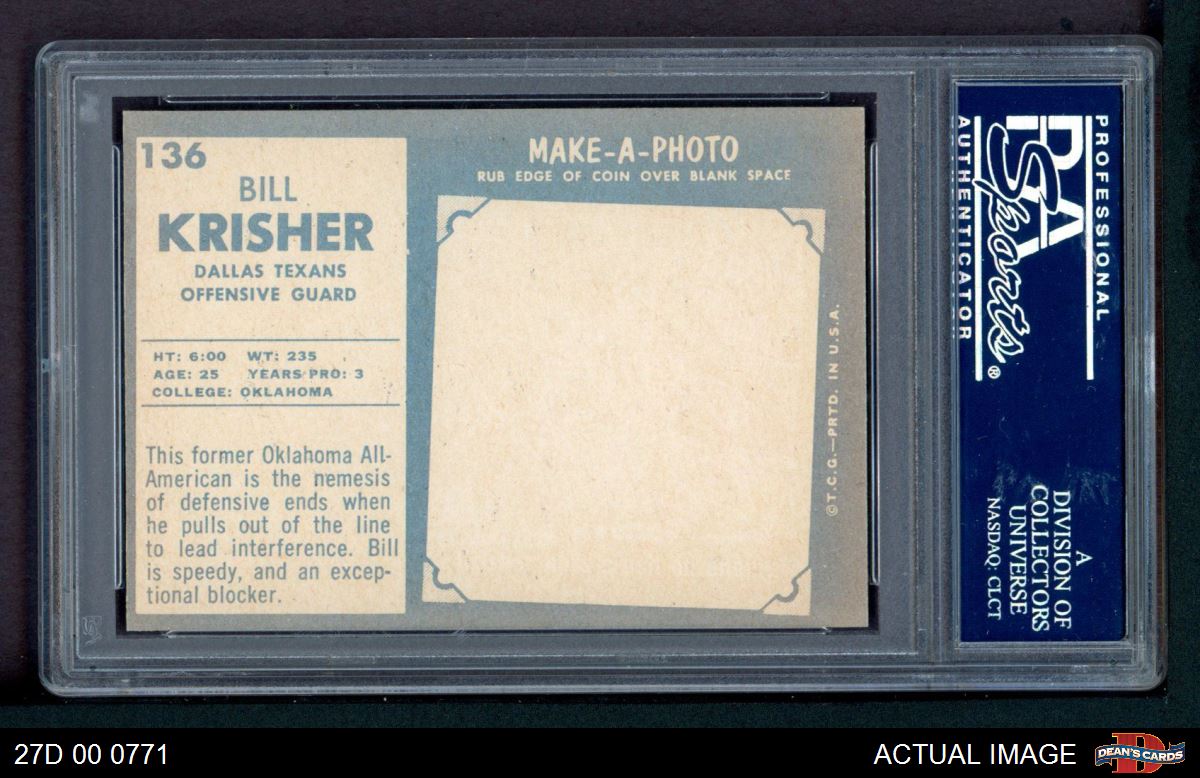 136
BILL
KRISHER
DALLAS TEXANS
OFFENSIVE GUARD
HT: 6:00 WT: 235
AGE: 25 YEARS PRO: 3
COLLEGE: OKLAHOMA
This former Oklahoma All-
American is the nemesis
of defensive ends when
he pulls out of the line
to lead interference. Bill
is speedy, and an excep-
tional blocker.
MAKE-A-PHOTO
RUB EDGE OF COIN OVER BLANK SPACE
©T.C.G.—PRTD. IN U.S.A.
PROFESSIONAL
PSA
Sports®
AUTHENTICATOR
A
DIVISION OF
COLLECTORS
UNIVERSE
NASDAQ: CLCT
27D 00 0771
ACTUAL IMAGE
DEAN'S CARDS